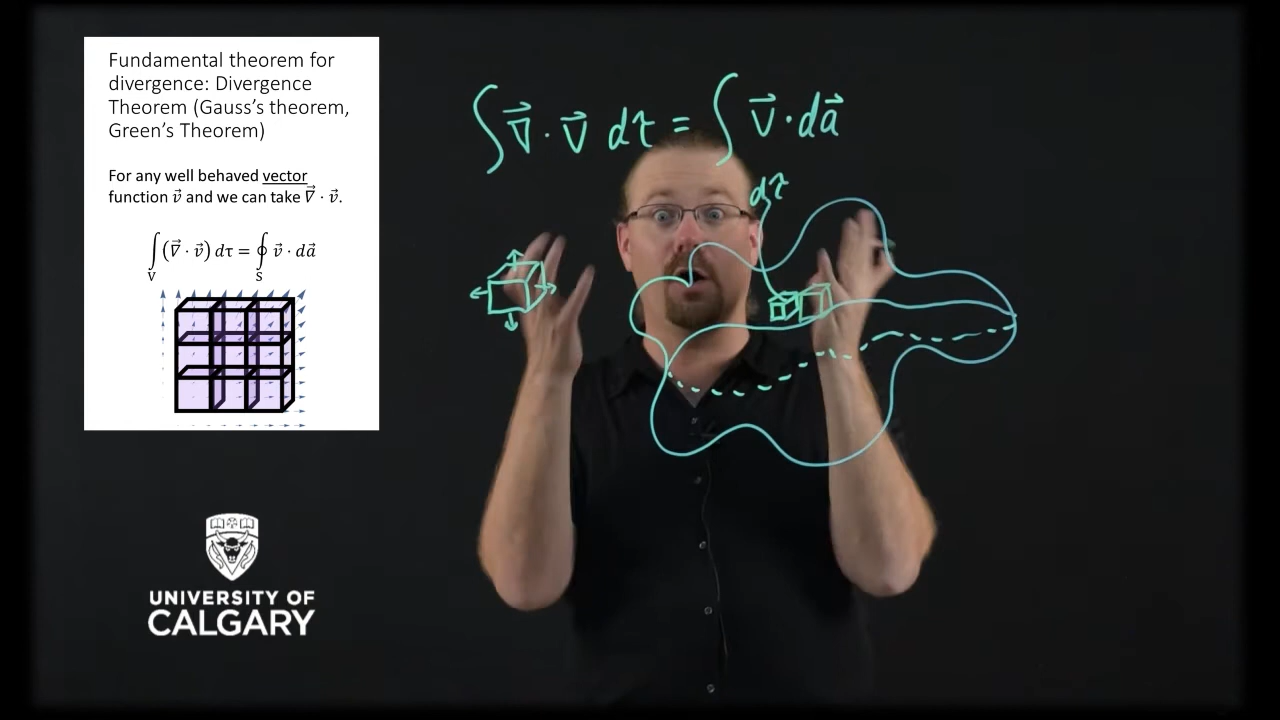 Fundamental theorem for
divergence: Divergence
Theorem (Gauss's theorem,
Green's Theorem)
For any well behaved vector
function v⃗ and we can take ∇⃗ · v⃗.
∫V (∇⃗ · v⃗) dτ = ∮S v⃗ · da⃗
∫ ∇⃗ · v⃗ dτ = ∫ v⃗ · da⃗
dτ
UNIVERSITY OF
CALGARY